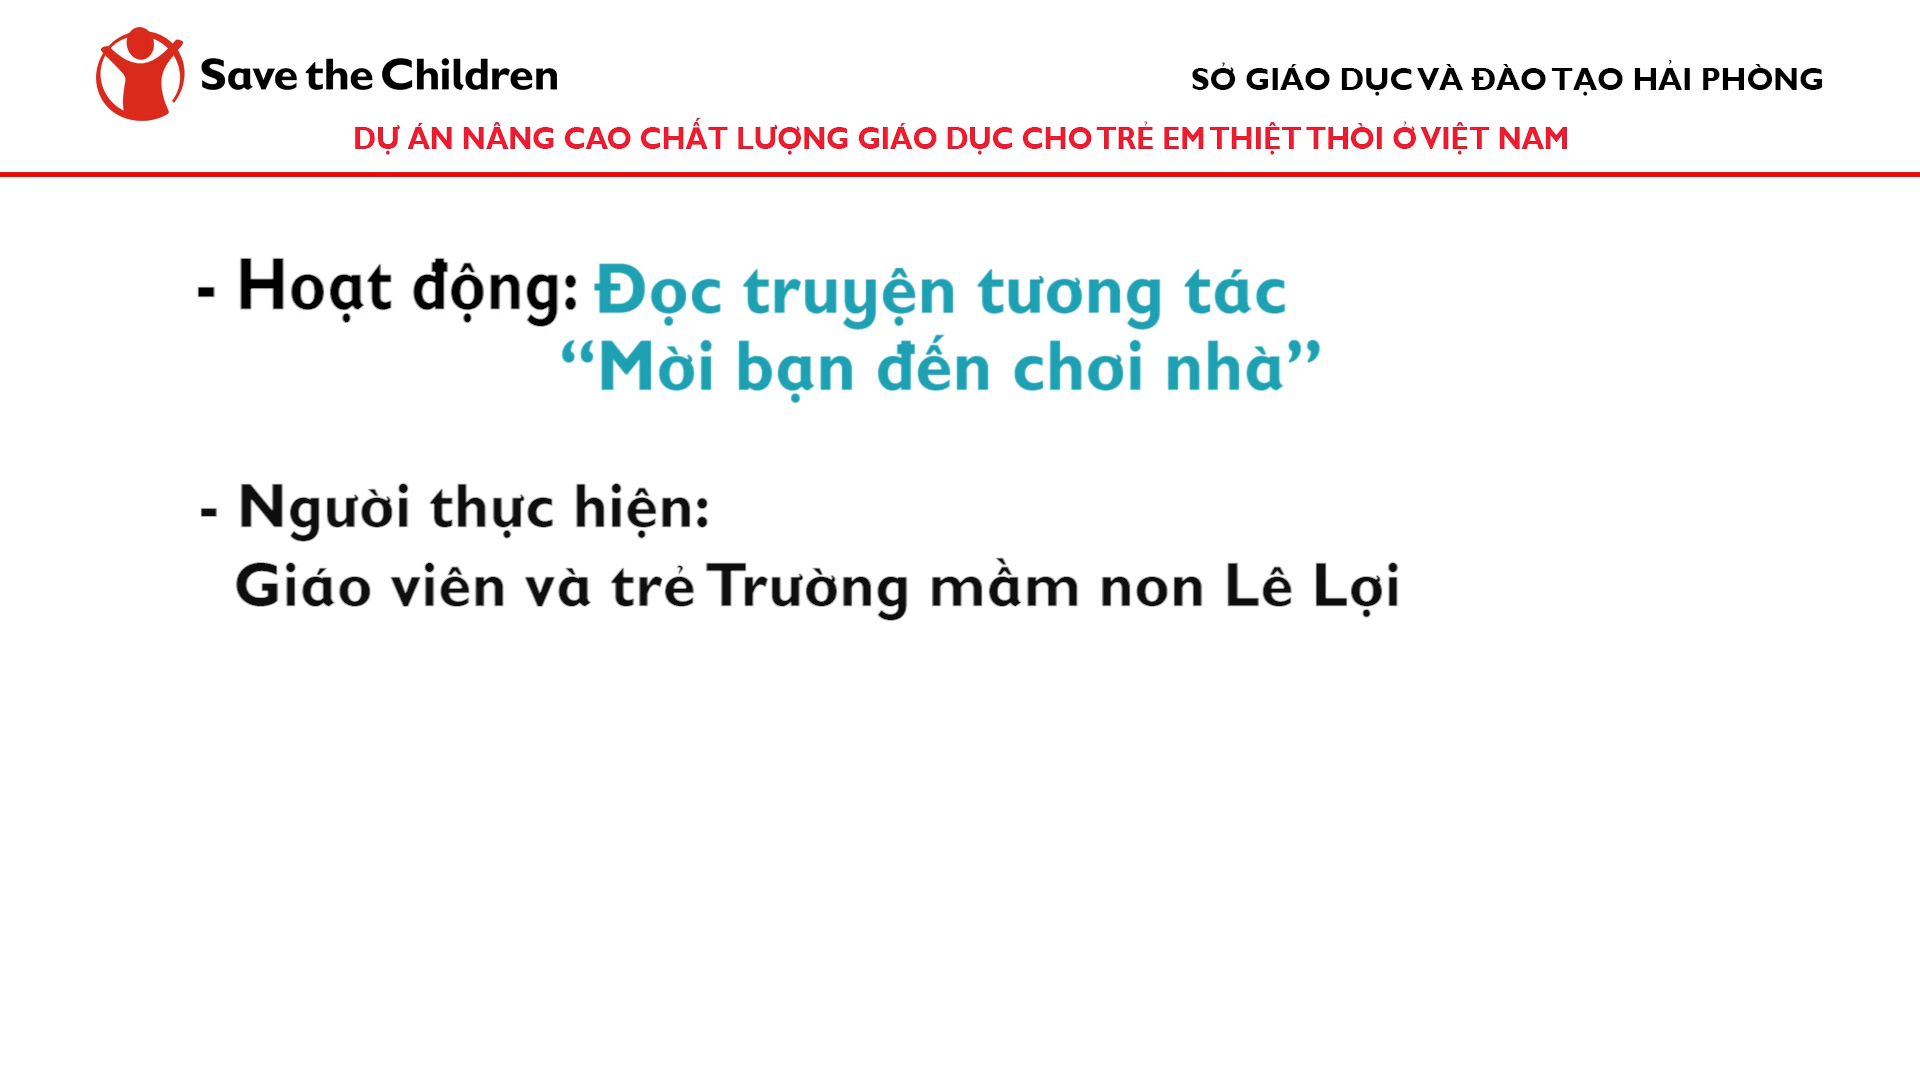 Save the Children
SỞ GIÁO DỤC VÀ ĐÀO TẠO HẢI PHÒNG
DỰ ÁN NÂNG CAO CHẤT LƯỢNG GIÁO DỤC CHO TRẺ EM THIỆT THÒI Ở VIỆT NAM
- Hoạt động: Đọc truyện tương tác
“Mời bạn đến chơi nhà”
- Người thực hiện:
Giáo viên và trẻ Trường mầm non Lê Lợi